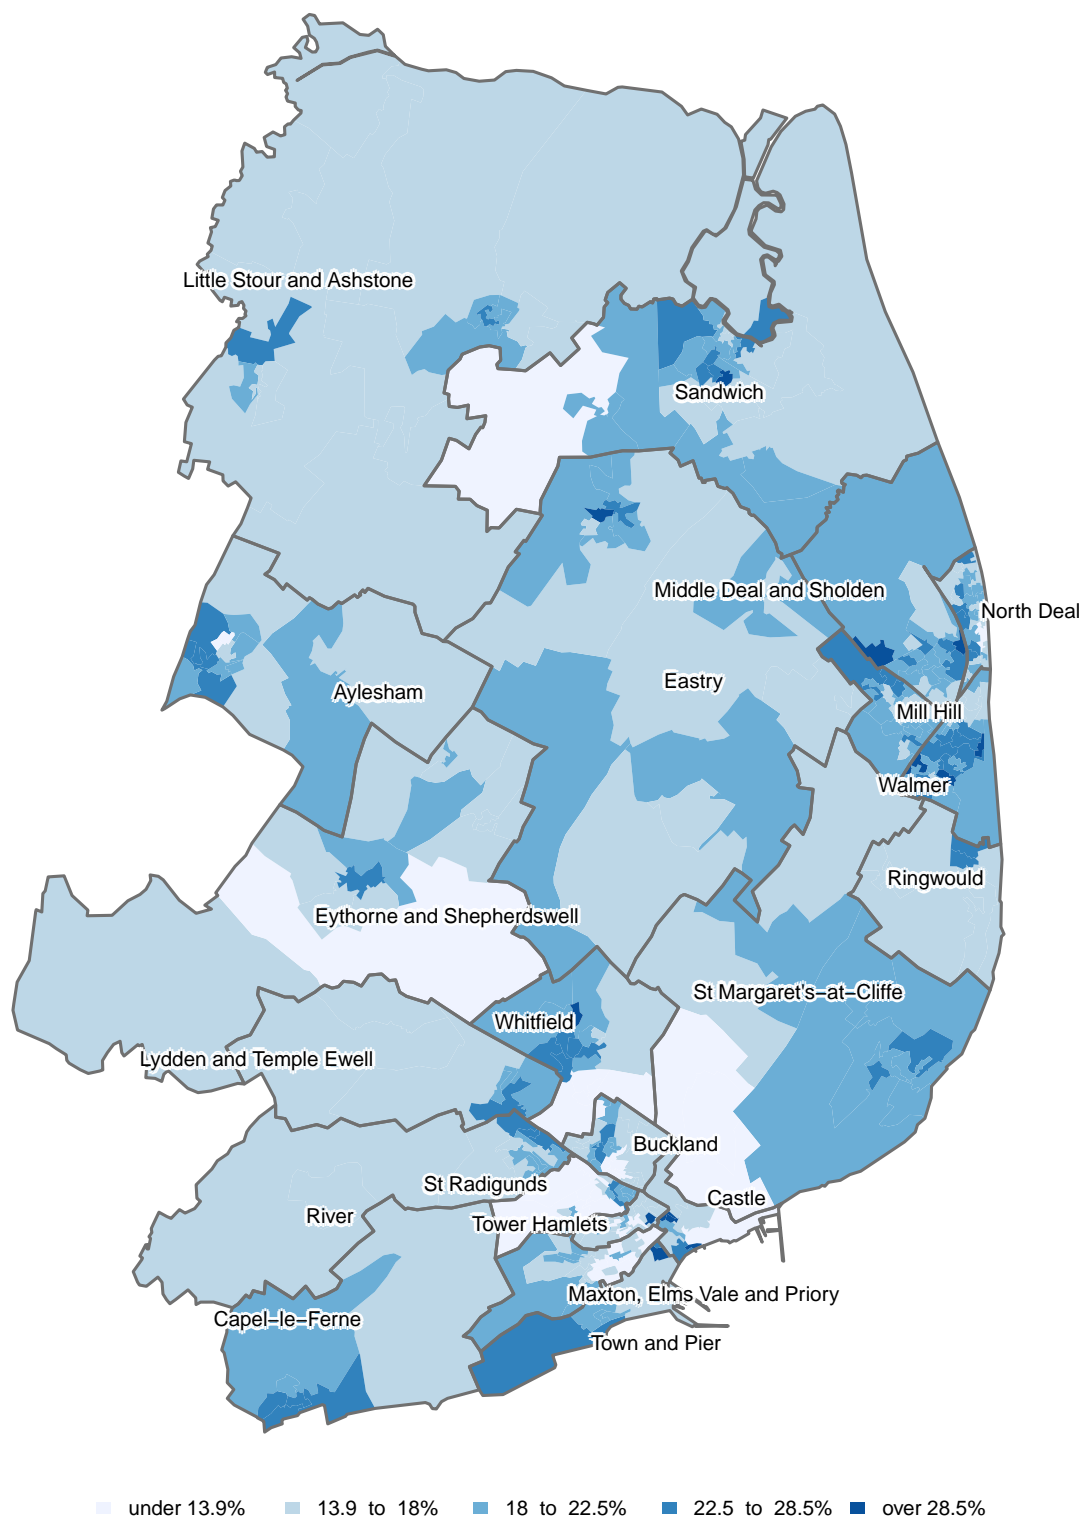 Little Stour and Ashstone
Sandwich
Middle Deal and Sholden
North Deal
Eastry
Aylesham
Mill Hill
Walmer
Ringwould
Eythorne and Shepherdswell
St Margaret's−at−Cliffe
Whitfield
Lydden and Temple Ewell
Buckland
St Radigunds
Castle
River
Tower Hamlets
Maxton, Elms Vale and Priory
Capel−le−Ferne
Town and Pier
under 13.9% 13.9 to 18% 18 to 22.5% 22.5 to 28.5% over 28.5%